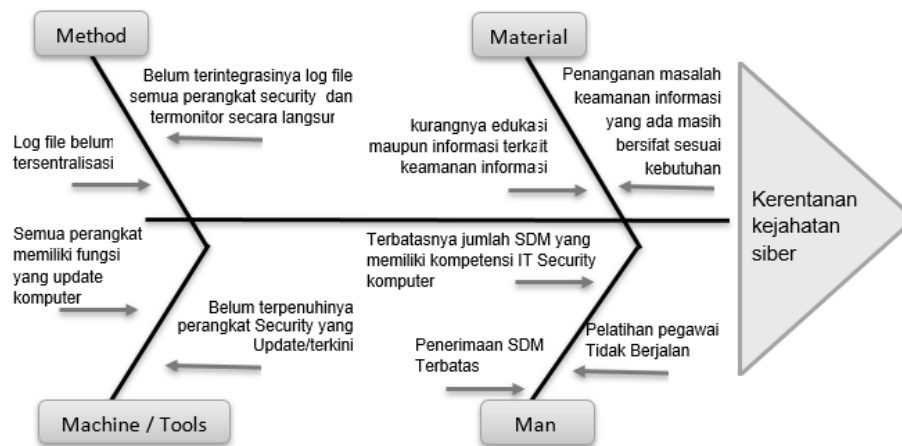 Method
Material
Belum terintegrasinya log file
semua perangkat security dan
termonitor secara langsur
Log file belum
tersentralisasi
Penanganan masalah
keamanan informasi
yang ada masih
bersifat sesuai
kebutuhan
kurangnya edukasi
maupun informasi terkait
keamanan informasi
Kerentanan
kejahatan
siber
Semua perangkat
memiliki fungsi
yang update
komputer
Belum terpenuhinya
perangkat Security yang
Update/terkini
Terbatasnya jumlah SDM yang
memiliki kompetensi IT Security
komputer
Penerimaan SDM
Terbatas
Pelatihan pegawai
Tidak Berjalan
Machine / Tools
Man